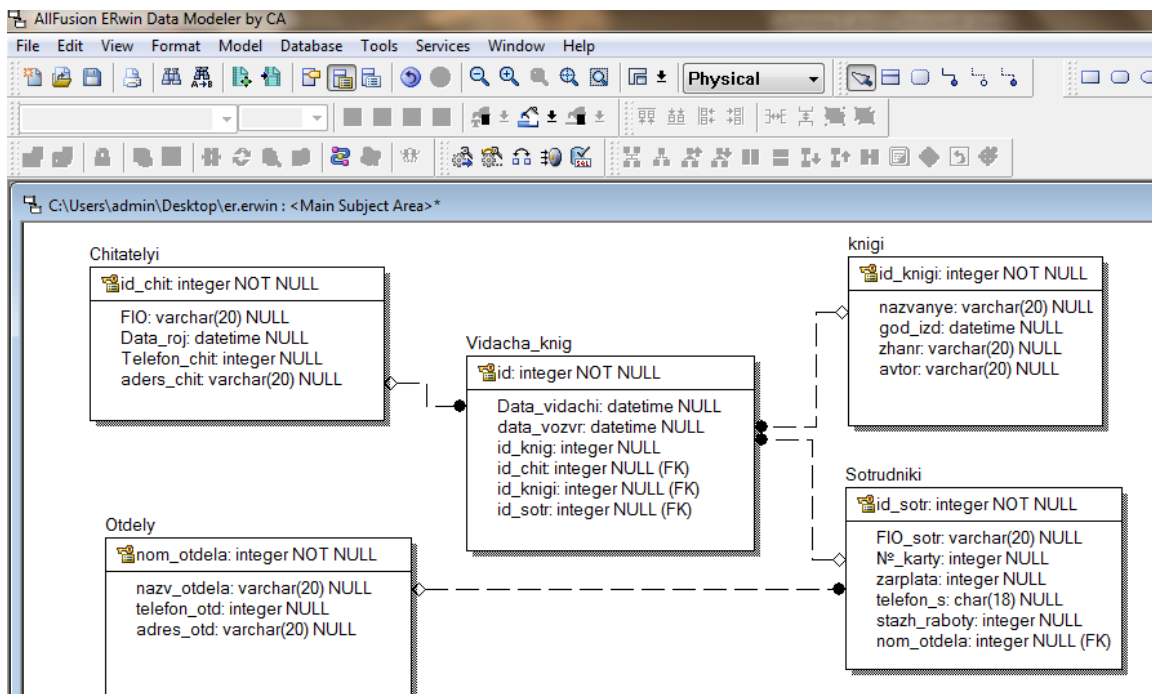 AllFusion ERwin Data Modeler by CA
File Edit View Format Model Database Tools Services Window Help
Physical
C:\Users\admin\Desktop\er.erwin : <Main Subject Area>*
Chitatelyi
id_chit: integer NOT NULL
FIO: varchar(20) NULL
Data_roj: datetime NULL
Telefon_chit: integer NULL
aders_chit: varchar(20) NULL
Vidacha_knig
id: integer NOT NULL
Data_vidachi: datetime NULL
data_vozvr: datetime NULL
id_knig: integer NULL
id_chit: integer NULL (FK)
id_knigi: integer NULL (FK)
id_sotr: integer NULL (FK)
knigi
id_knigi: integer NOT NULL
nazvanye: varchar(20) NULL
god_izd: datetime NULL
zhanr: varchar(20) NULL
avtor: varchar(20) NULL
Otdely
nom_otdela: integer NOT NULL
nazv_otdela: varchar(20) NULL
telefon_otd: integer NULL
adres_otd: varchar(20) NULL
Sotrudniki
id_sotr: integer NOT NULL
FIO_sotr: varchar(20) NULL
№_karty: integer NULL
zarplata: integer NULL
telefon_s: char(18) NULL
stazh_raboty: integer NULL
nom_otdela: integer NULL (FK)